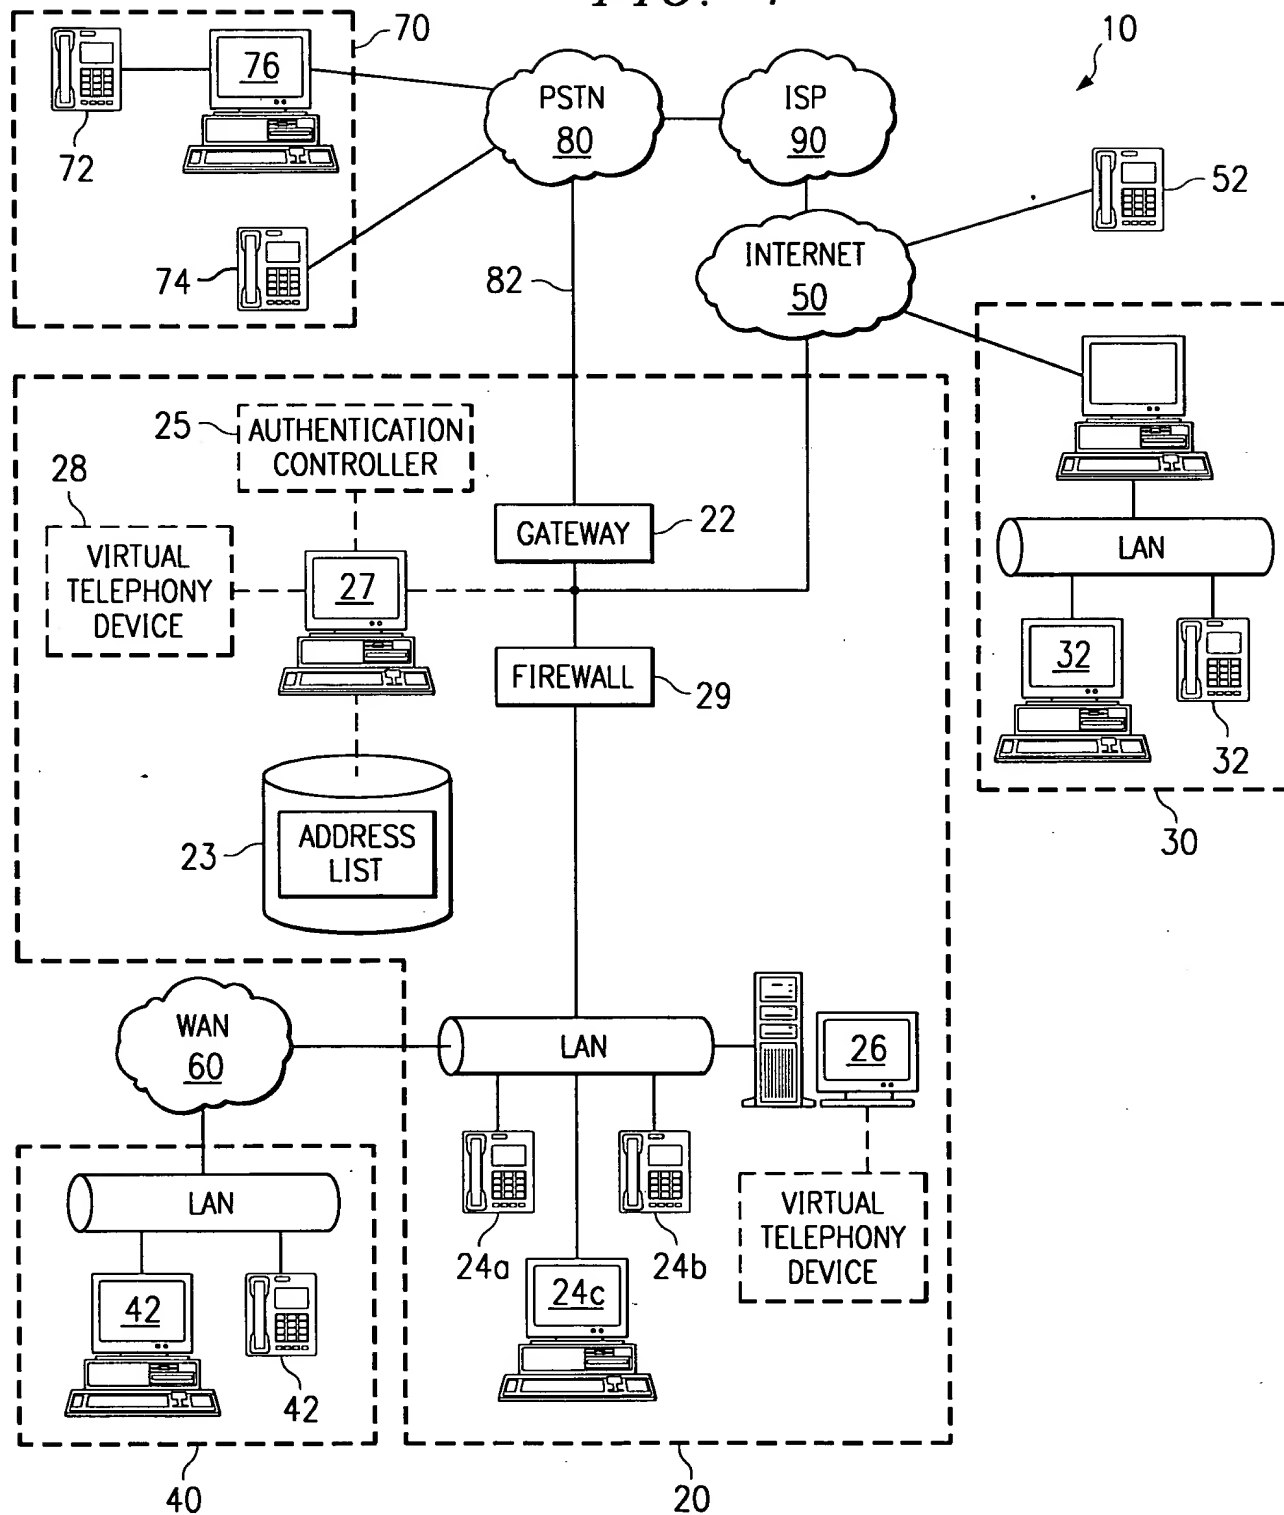 70
10
76
72
PSTN
80
ISP
90
52
74
82
INTERNET
50
25
AUTHENTICATION
CONTROLLER
28
VIRTUAL
TELEPHONY
DEVICE
27
GATEWAY
22
LAN
FIREWALL
29
32
32
30
23
ADDRESS
LIST
WAN
60
LAN
26
24a
24b
VIRTUAL
TELEPHONY
DEVICE
24c
LAN
42
42
40
20